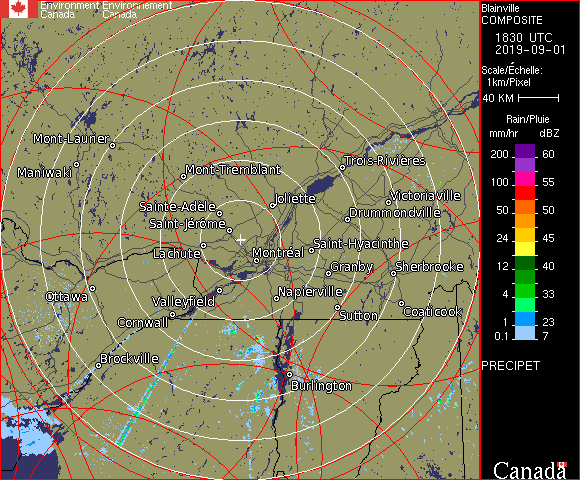 Environment Environnement
Canada Canada
Blainville
COMPOSITE
1830 UTC
2019-09-01
Scale/Échelle:
1km/Pixel
40 KM
Rain/Pluie
mm/hr dBZ
200 60
100 55
50 50
24 45
12 40
4 33
1 23
0.1 7
PRECIPET
Canada
Mont-Laurier
Maniwaki
Mont-Tremblant
Trois-Rivières
Joliette
Victoriaville
Sainte-Adèle
Drummondville
Saint-Jérôme
Saint-Hyacinthe
Lachute
Montréal
Granby
Sherbrooke
Ottawa
Valleyfield
Napierville
Cornwall
Sutton
Coaticook
Brockville
Burlington